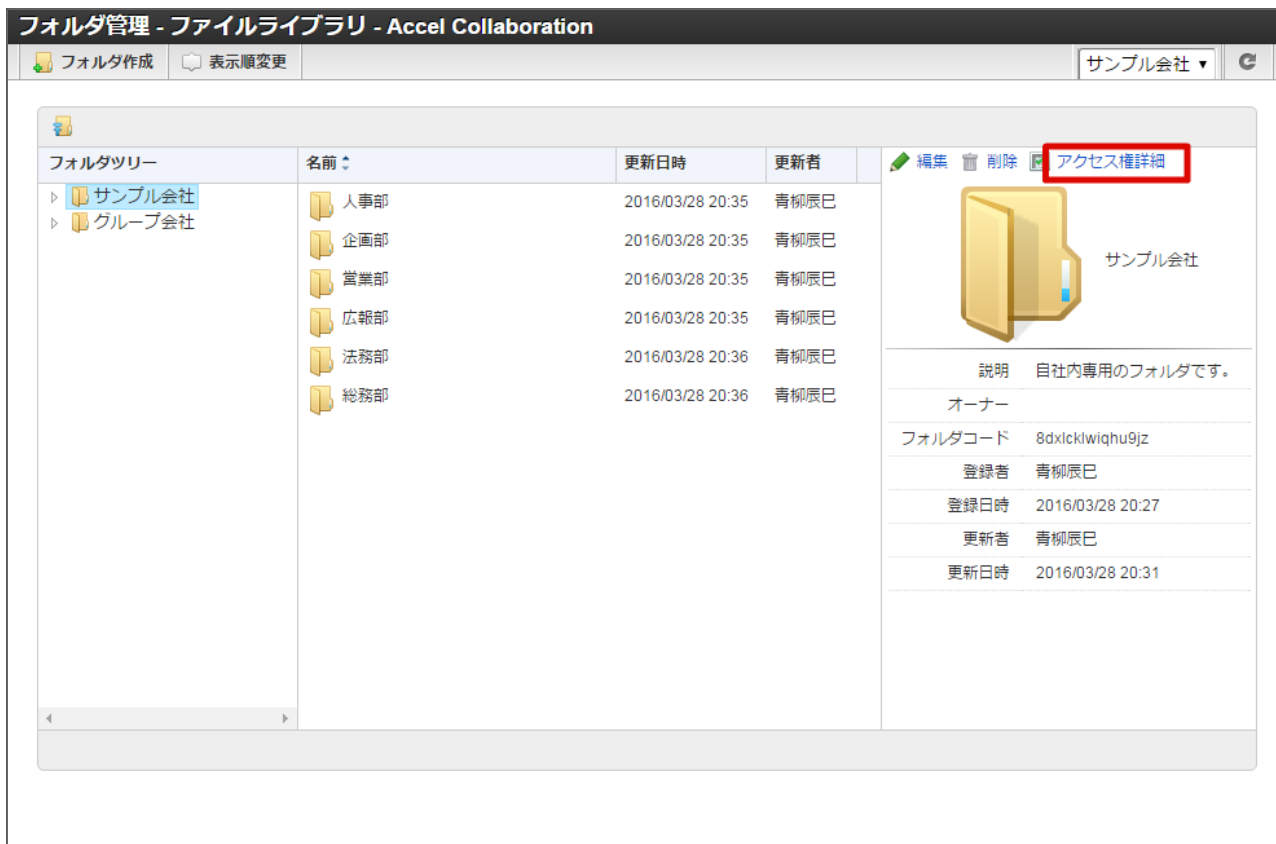 フォルダ管理 - ファイルライブラリ - Accel Collaboration
フォルダ作成 表示順変更 サンプル会社
フォルダツリー 名前 更新日時 更新者 編集 削除 アクセス権詳細
サンプル会社
グループ会社
人事部 2016/03/28 20:35 青柳辰巳
企画部 2016/03/28 20:35 青柳辰巳
営業部 2016/03/28 20:35 青柳辰巳
広報部 2016/03/28 20:35 青柳辰巳
法務部 2016/03/28 20:36 青柳辰巳
総務部 2016/03/28 20:36 青柳辰巳
サンプル会社
説明 自社内専用のフォルダです。
オーナー
フォルダコード 8dxlcklwiqhu9jz
登録者 青柳辰巳
登録日時 2016/03/28 20:27
更新者 青柳辰巳
更新日時 2016/03/28 20:31